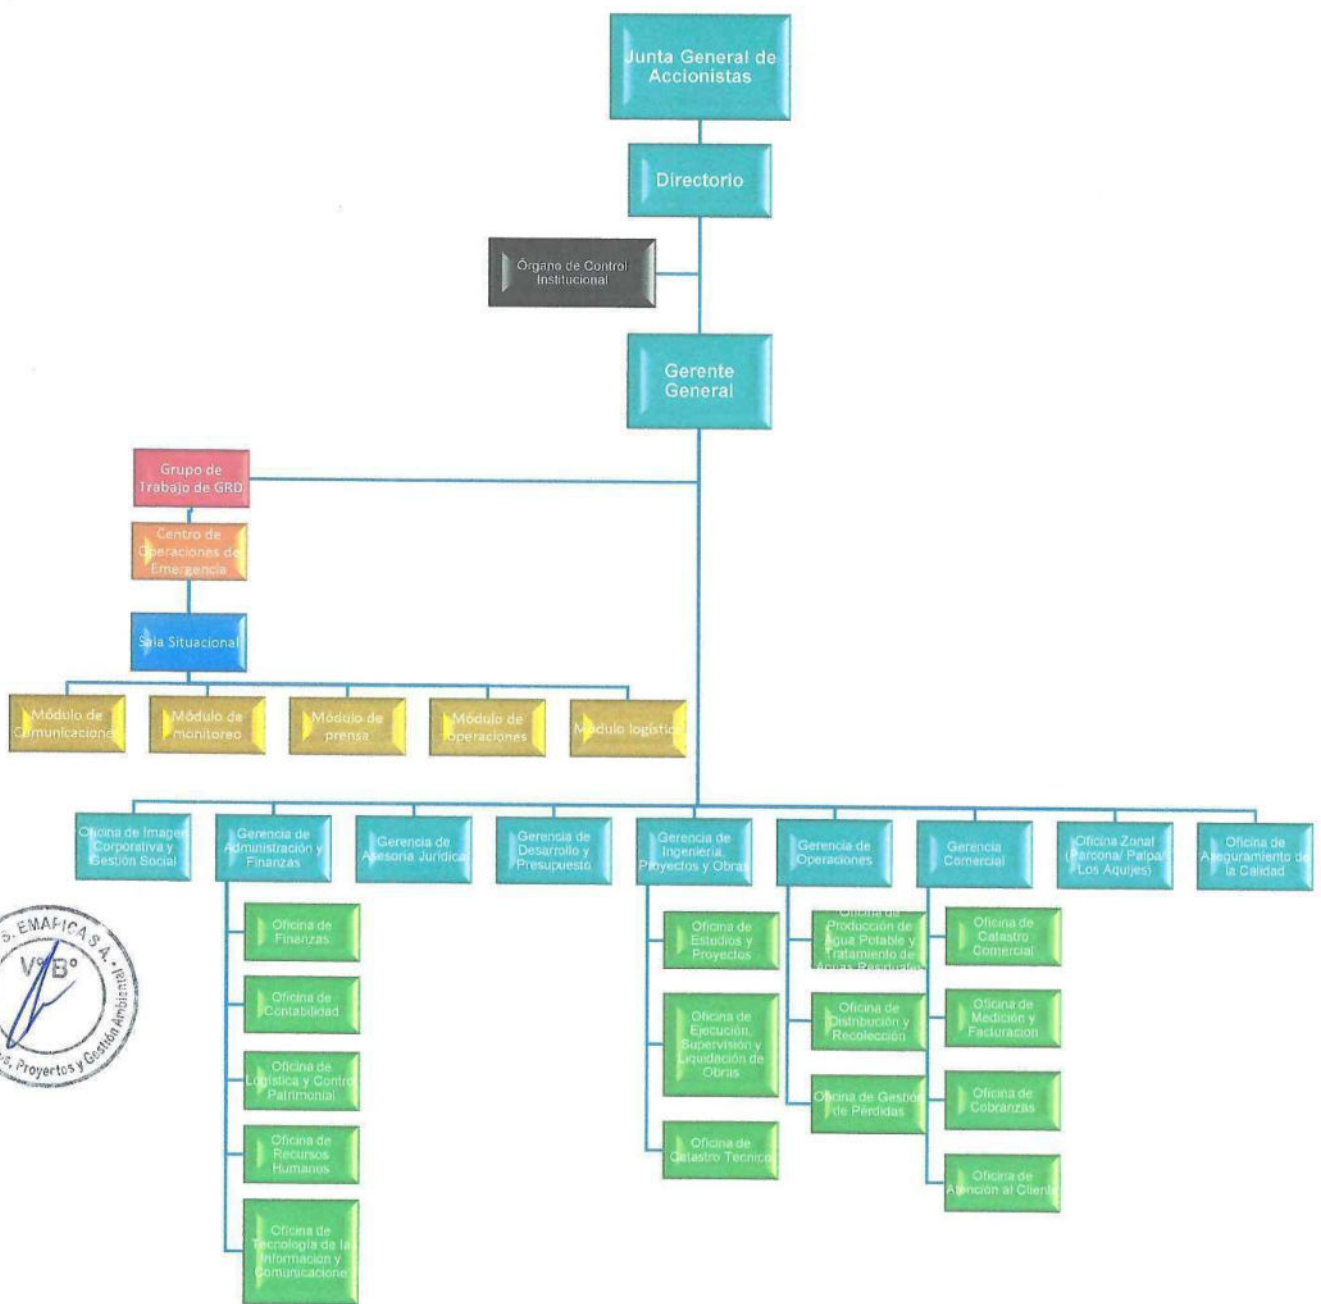 Junta General de
Accionistas
Directorio
Órgano de Control
Institucional
Gerente
General
Grupo de
Trabajo de GRD
Centro de
Operaciones de
Emergencia
Sala Situacional
Módulo de
Comunicaciones
Módulo de
monitoreo
Módulo de
prensa
Módulo de
operaciones
Módulo logístico
Oficina de Imagen
Corporativa y
Gestión Social
Gerencia de
Administración y
Finanzas
Gerencia de
Asesoria Jurídica
Gerencia de
Desarrollo y
Presupuesto
Gerencia de
Ingeniería,
Proyectos y Obras
Gerencia de
Operaciones
Gerencia
Comercial
Oficina Zonal
(Parcona/ Palpa/
Los Aquijes)
Oficina de
Aseguramiento de
la Calidad
Oficina de
Finanzas
Oficina de
Contabilidad
Oficina de
Logística y Control
Patrimonial
Oficina de
Recursos
Humanos
Oficina de
Tecnología de la
Información y
Comunicacione
Oficina de
Estudios y
Proyectos
Oficina de
Ejecución,
Supervisión y
Liquidación de
Obras
Oficina de
Catastro Tecnico
Oficina de
Producción de
Agua Potable y
Tratamiento de
Aguas Residuales
Oficina de
Distribución y
Recolección
Oficina de Gestión
de Pérdidas
Oficina de
Catastro
Comercial
Oficina de
Medición y
Facturacion
Oficina de
Cobranzas
Oficina de
Atención al Cliente
S. EMAPICA S.A.
V° B°
Proyectos y Gestión Ambiental